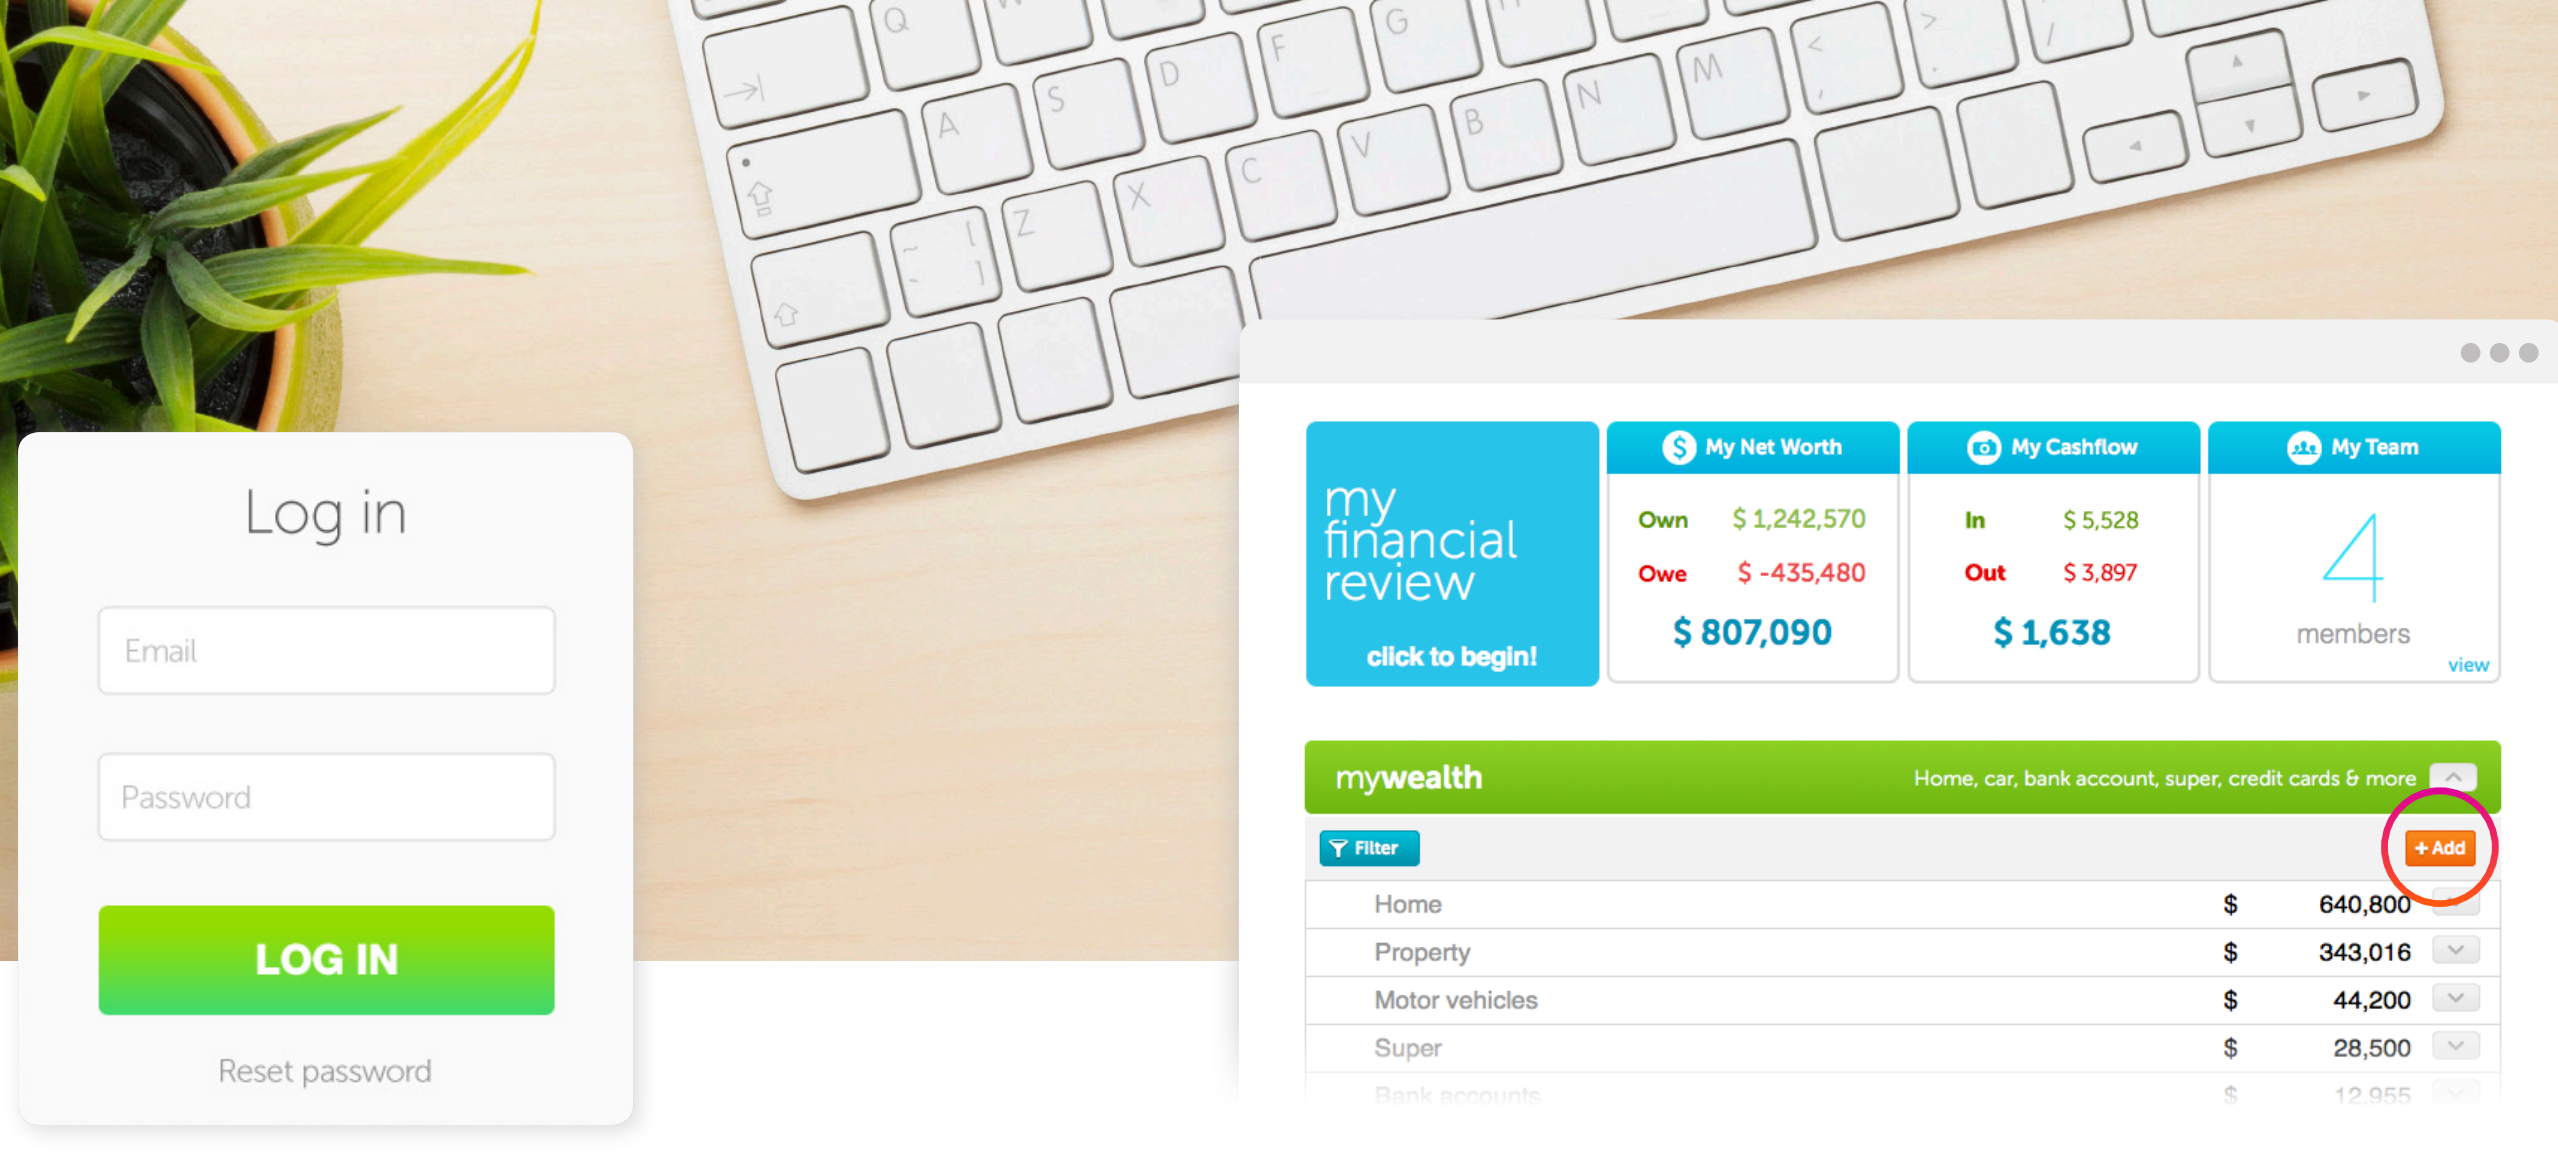 Q
G
F
D
S
A
M
N
B
V
C
X
Z
Log in
Email
Password
LOG IN
Reset password
my
financial
review
click to begin!
My Net Worth
Own $ 1,242,570
Owe $ -435,480
$ 807,090
My Cashflow
In $ 5,528
Out $ 3,897
$ 1,638
My Team
4
members
view
mywealth Home, car, bank account, super, credit cards & more
Filter + Add
Home $ 640,800
Property $ 343,016
Motor vehicles $ 44,200
Super $ 28,500
Bank accounts $ 12,955